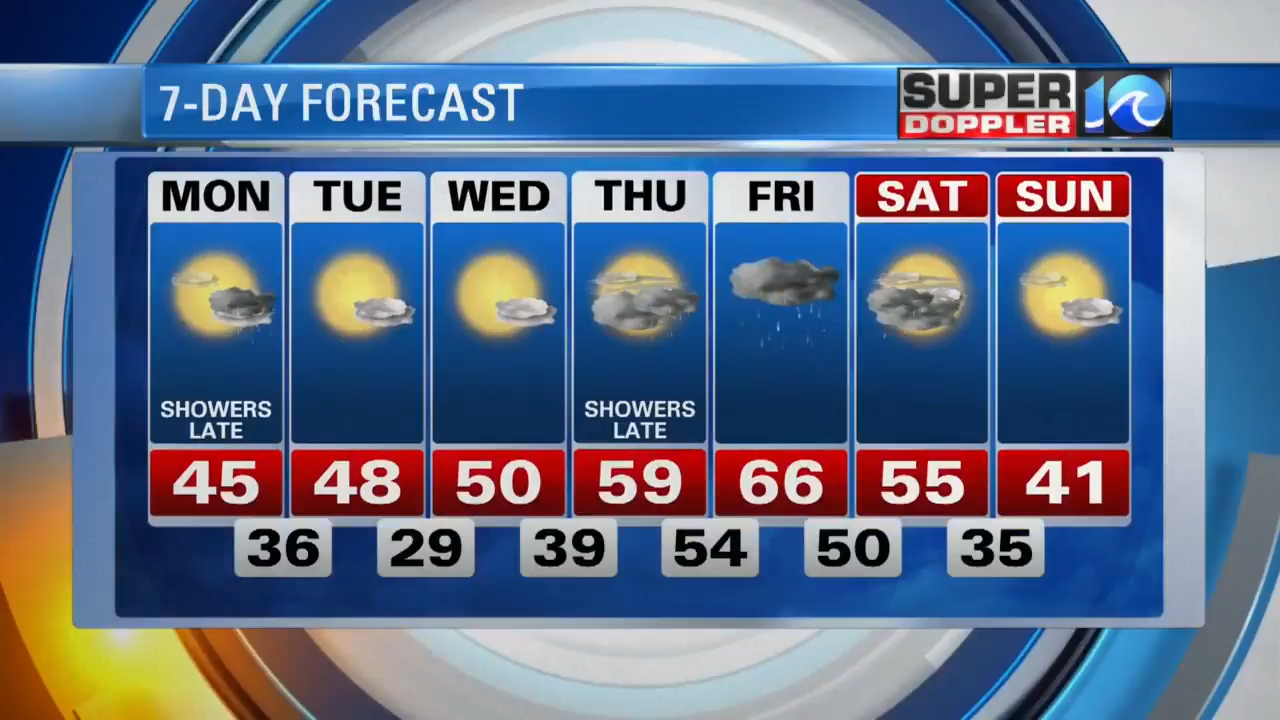 7-DAY FORECAST
SUPER
DOPPLER 10
MON TUE WED THU FRI SAT SUN
SHOWERS LATE
SHOWERS LATE
45 48 50 59 66 55 41
36 29 39 54 50 35